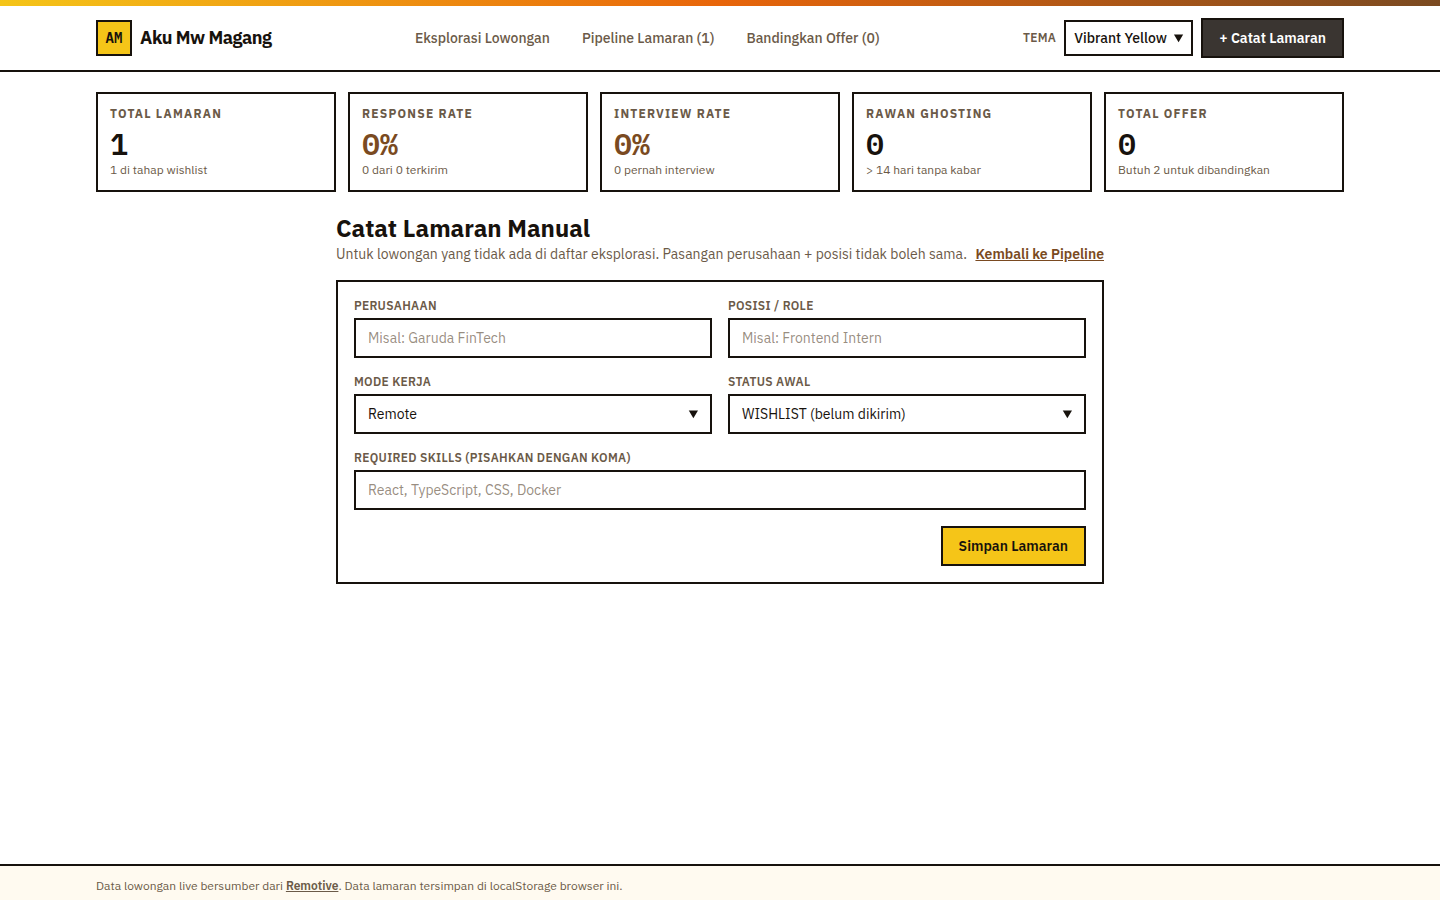 AM Aku Mw Magang
Eksplorasi Lowongan Pipeline Lamaran (1) Bandingkan Offer (0)
TEMA Vibrant Yellow ▼ + Catat Lamaran
TOTAL LAMARAN
1
1 di tahap wishlist
RESPONSE RATE
0%
0 dari 0 terkirim
INTERVIEW RATE
0%
0 pernah interview
RAWAN GHOSTING
0
> 14 hari tanpa kabar
TOTAL OFFER
0
Butuh 2 untuk dibandingkan
Catat Lamaran Manual
Untuk lowongan yang tidak ada di daftar eksplorasi. Pasangan perusahaan + posisi tidak boleh sama. Kembali ke Pipeline
PERUSAHAAN
Misal: Garuda FinTech
POSISI / ROLE
Misal: Frontend Intern
MODE KERJA
Remote ▼
STATUS AWAL
WISHLIST (belum dikirim) ▼
REQUIRED SKILLS (PISAHKAN DENGAN KOMA)
React, TypeScript, CSS, Docker
Simpan Lamaran
Data lowongan live bersumber dari Remotive. Data lamaran tersimpan di localStorage browser ini.